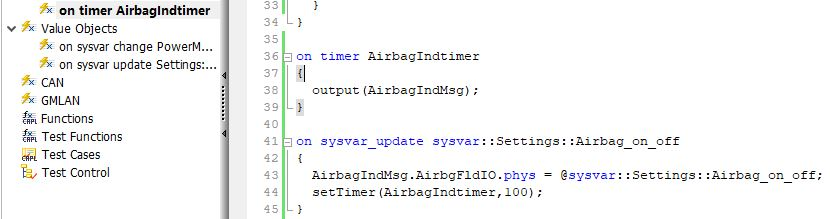 on timer AirbagIndtimer
Value Objects
on sysvar change PowerM...
on sysvar update Settings:...
CAN
GMLAN
Functions
Test Functions
Test Cases
Test Control
33 }
34 }
35
36 on timer AirbagIndtimer
37 {
38 output(AirbagIndMsg);
39 }
40
41 on sysvar_update sysvar::Settings::Airbag_on_off
42 {
43 AirbagIndMsg.AirbgFldIO.phys = @sysvar::Settings::Airbag_on_off;
44 setTimer(AirbagIndtimer,100);
45 }